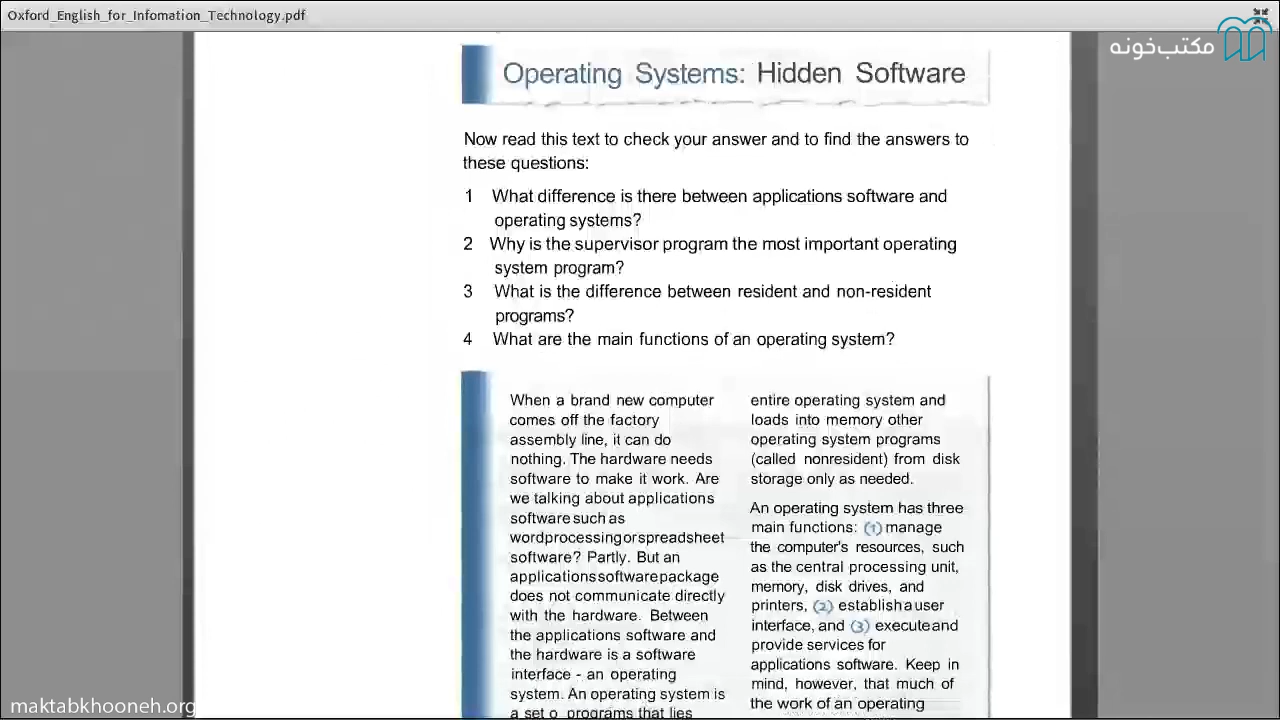 Oxford_English_for_Infomation_Technology.pdf
مکتب‌خونه
Operating Systems: Hidden Software
Now read this text to check your answer and to find the answers to
these questions:
1 What difference is there between applications software and
operating systems?
2 Why is the supervisor program the most important operating
system program?
3 What is the difference between resident and non-resident
programs?
4 What are the main functions of an operating system?
When a brand new computer
comes off the factory
assembly line, it can do
nothing. The hardware needs
software to make it work. Are
we talking about applications
software such as
wordprocessing or spreadsheet
software? Partly. But an
applications software package
does not communicate directly
with the hardware. Between
the applications software and
the hardware is a software
interface - an operating
system. An operating system is
a set o programs that lies
entire operating system and
loads into memory other
operating system programs
(called nonresident) from disk
storage only as needed.
An operating system has three
main functions: (1) manage
the computer's resources, such
as the central processing unit,
memory, disk drives, and
printers, (2) establish a user
interface, and (3) execute and
provide services for
applications software. Keep in
mind, however, that much of
the work of an operating
maktabkhooneh.org